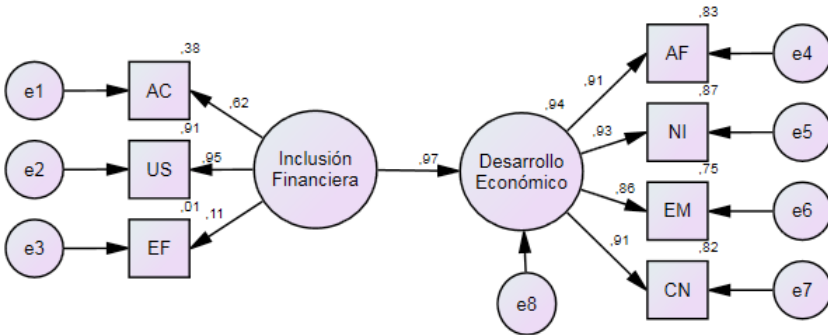 ,83
,38
e1
AC
,62
,91
AF
e4
,91
,94
,87
e2
US
,95
Inclusión
Financiera
,97
Desarrollo
Económico
,93
NI
e5
,01
,11
,75
e3
EF
,86
EM
e6
,91
,82
e8
CN
e7